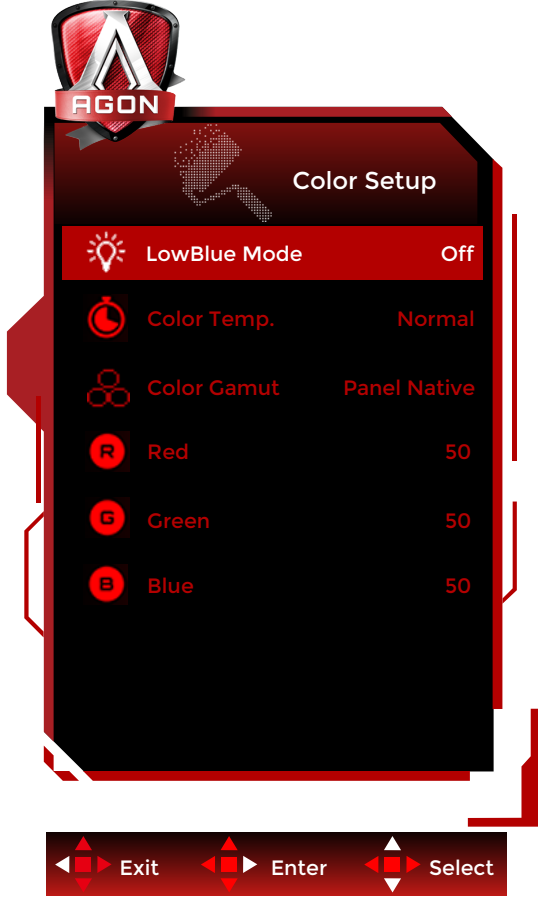 AGON
Color Setup
LowBlue Mode Off
Color Temp. Normal
Color Gamut Panel Native
R Red 50
G Green 50
B Blue 50
Exit Enter Select